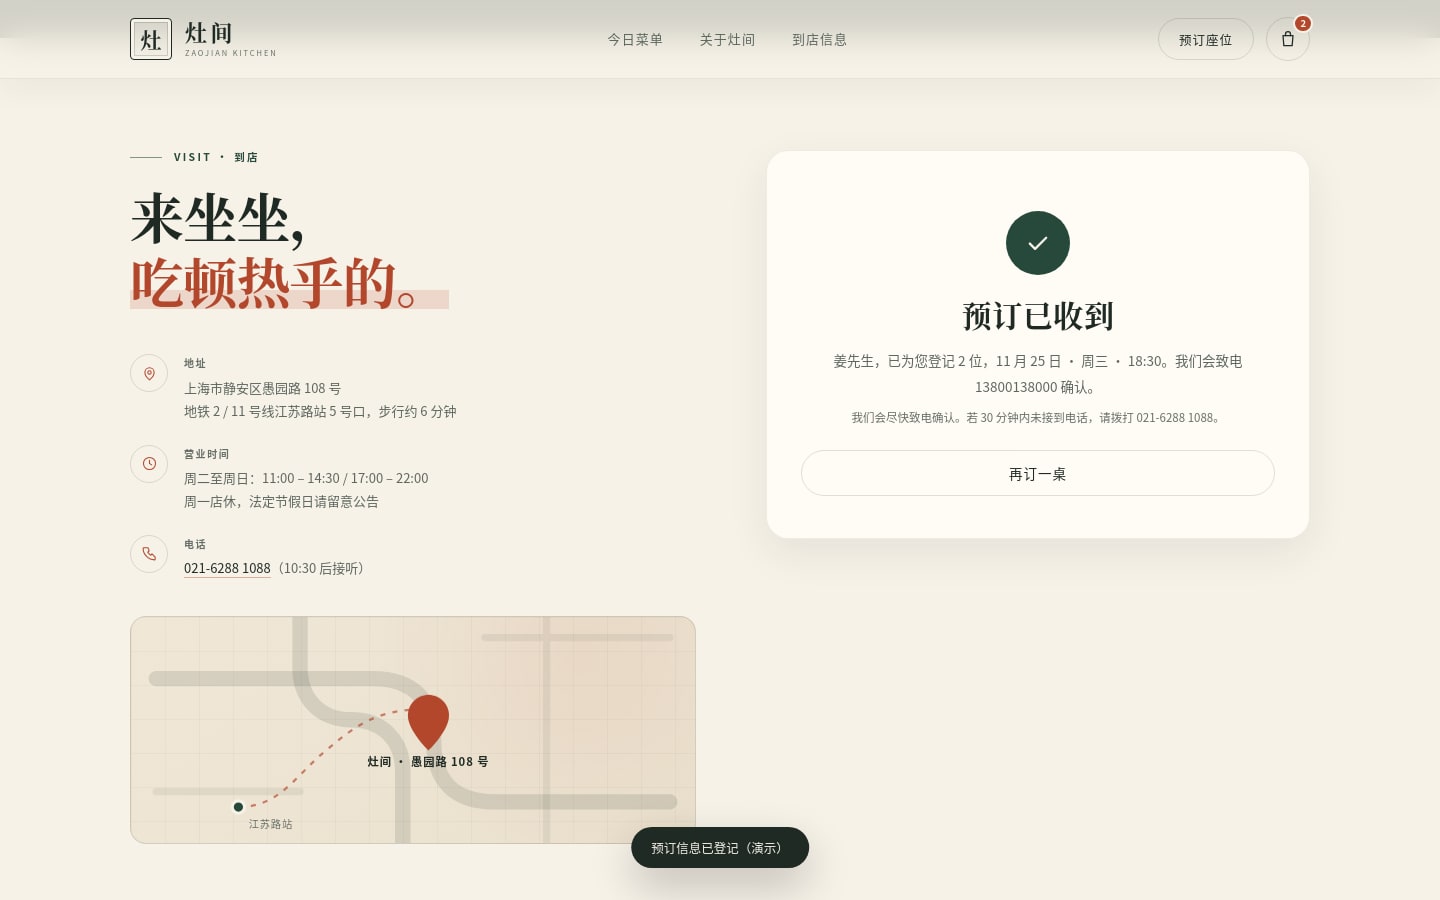 灶
灶间
ZAOJIAN KITCHEN
今日菜单
关于灶间
到店信息
预订座位
2
VISIT · 到店
来坐坐，
吃顿热乎的。
地址
上海市静安区愚园路 108 号
地铁 2 / 11 号线江苏路站 5 号口，步行约 6 分钟
营业时间
周二至周日：11:00 – 14:30 / 17:00 – 22:00
周一店休，法定节假日请留意公告
电话
021-6288 1088（10:30 后接听）
灶间 · 愚园路 108 号
江苏路站
预订已收到
姜先生，已为您登记 2 位，11 月 25 日 · 周三 · 18:30。我们会致电
13800138000 确认。
我们会尽快致电确认。若 30 分钟内未接到电话，请拨打 021-6288 1088。
再订一桌
预订信息已登记（演示）